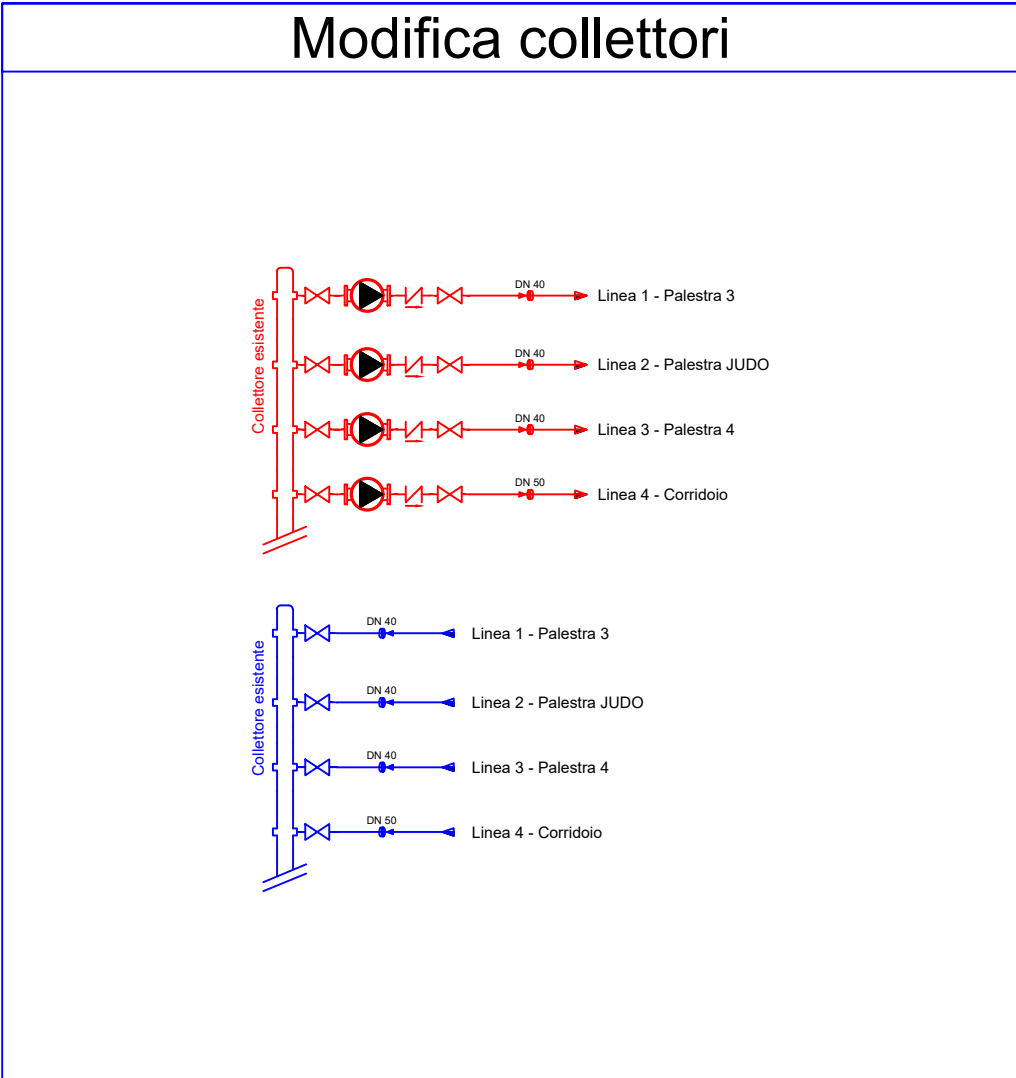 Modifica collettori
Collettore esistente
DN 40
Linea 1 - Palestra 3
DN 40
Linea 2 - Palestra JUDO
DN 40
Linea 3 - Palestra 4
DN 50
Linea 4 - Corridoio
Collettore esistente
DN 40
Linea 1 - Palestra 3
DN 40
Linea 2 - Palestra JUDO
DN 40
Linea 3 - Palestra 4
DN 50
Linea 4 - Corridoio